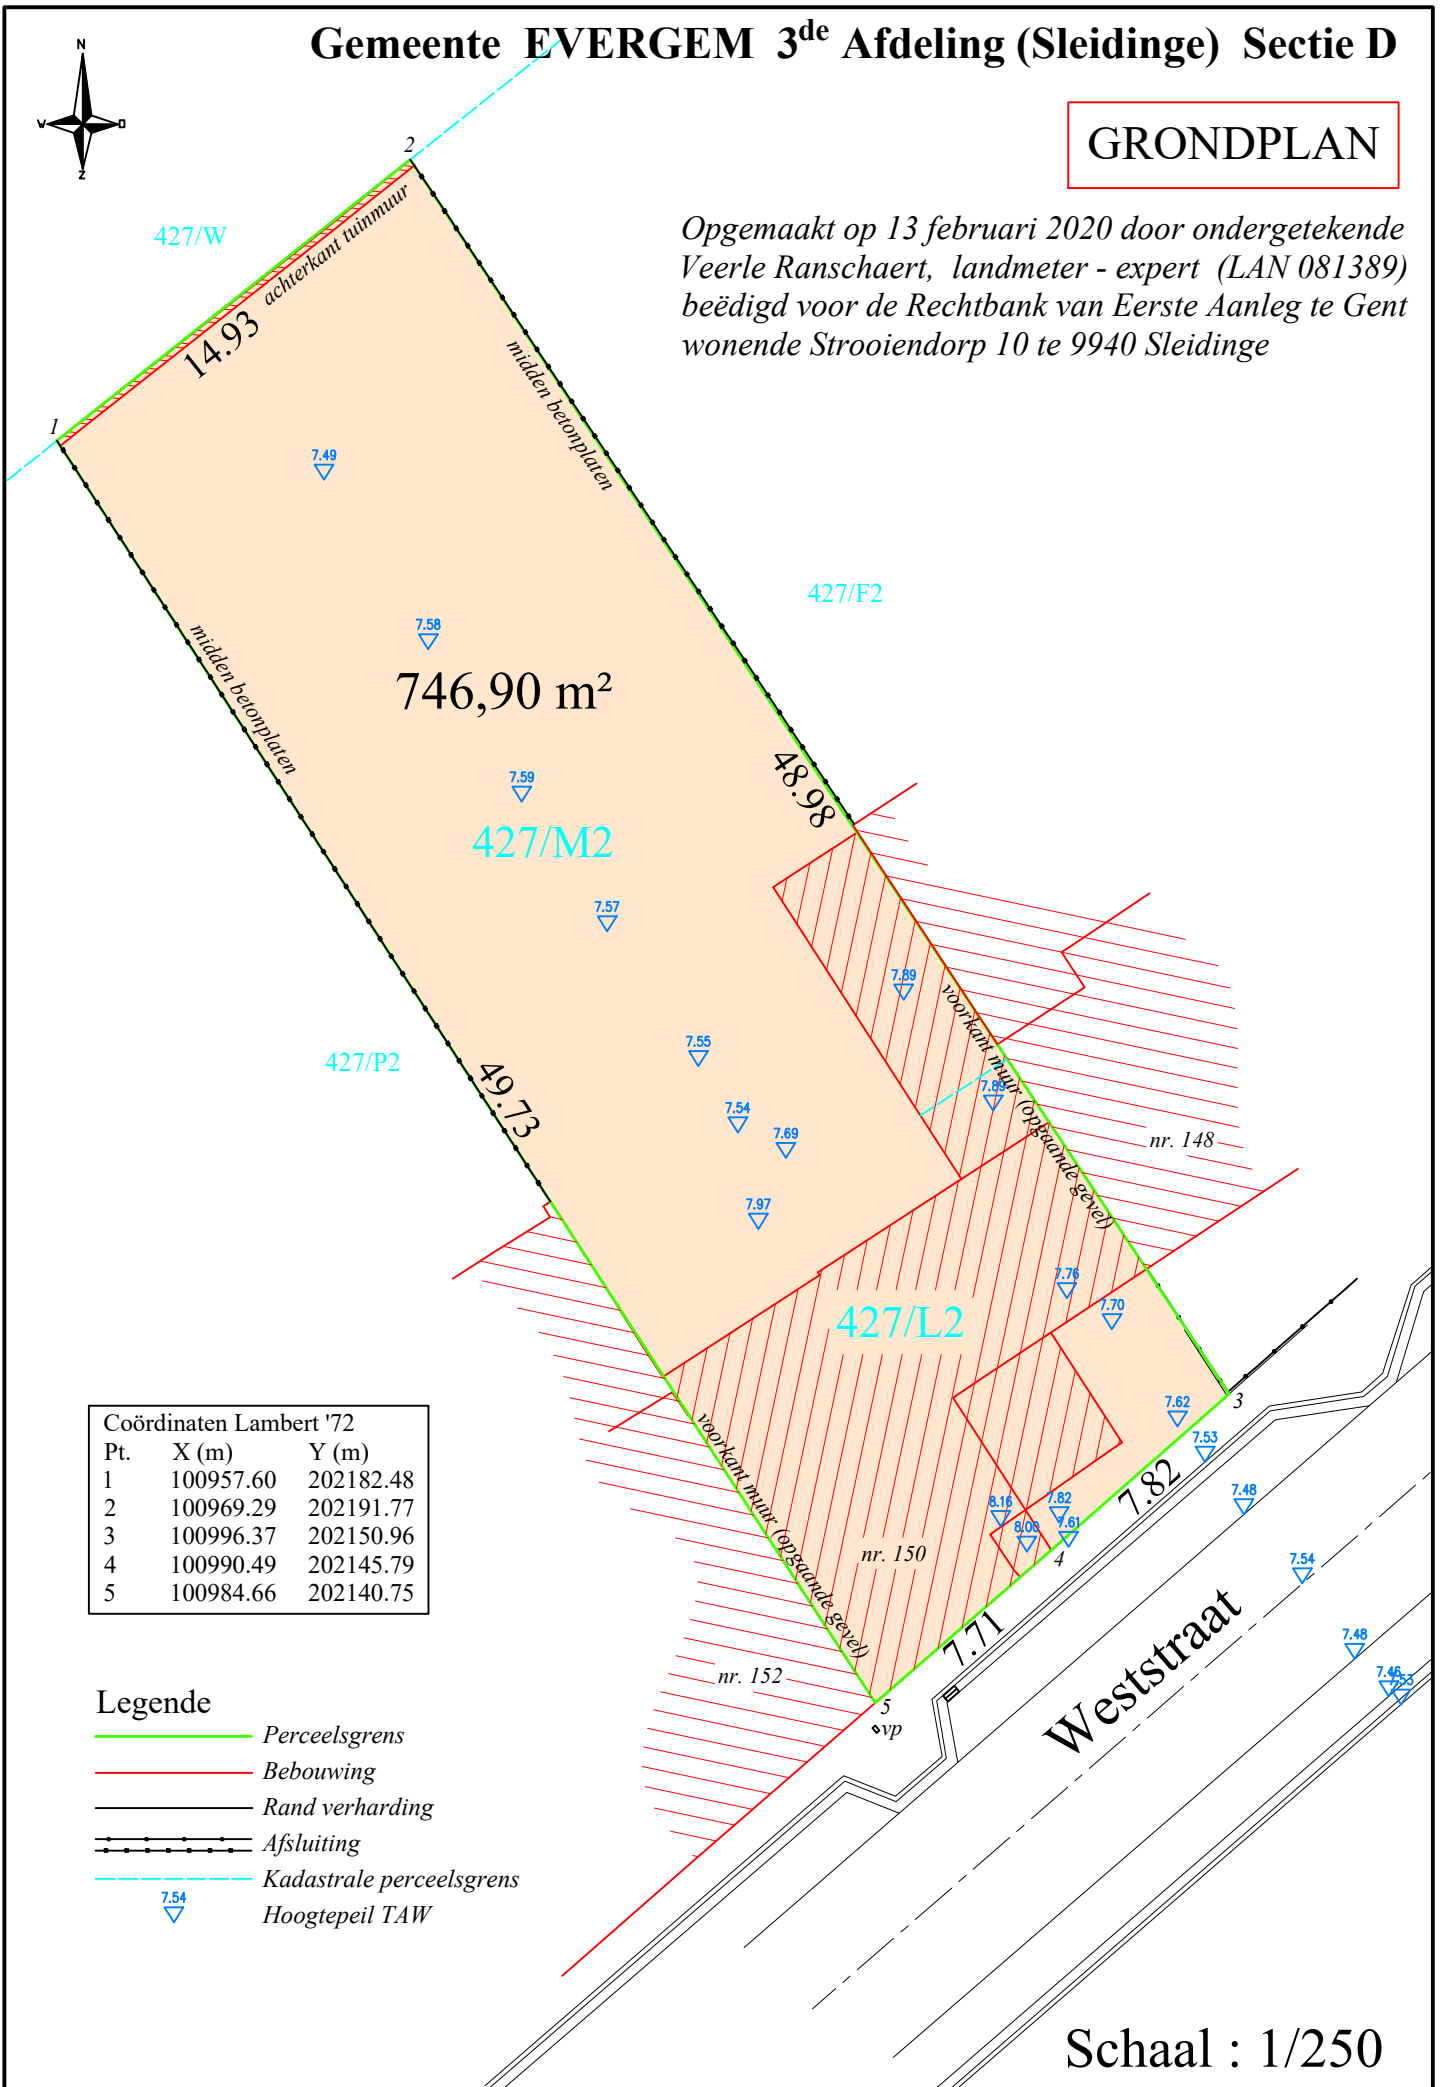 Gemeente EVERGEM 3de Afdeling (Sleidinge) Sectie D
N
W
O
Z
GRONDPLAN
Opgemaakt op 13 februari 2020 door ondergetekende
Veerle Ranschaert, landmeter - expert (LAN 081389)
beëdigd voor de Rechtbank van Eerste Aanleg te Gent
wonende Strooiendorp 10 te 9940 Sleidinge
2
427/W
achterkant tuinmuur
14.93
1
midden betonplaten
7.49
427/F2
7.58
midden betonplaten
746,90 m²
48.98
7.59
427/M2
7.57
7.89
voorkant muur (opgaande gevel)
7.55
427/P2
49.73
7.89
7.54
7.69
nr. 148
7.97
7.76
7.70
427/L2
3
7.62
7.53
7.82
7.48
8.16
7.82
8.00
7.61
4
nr. 150
7.54
voorkant muur (opgaande gevel)
7.71
Weststraat
7.48
7.46
7.53
nr. 152
5
vp
Coördinaten Lambert '72
Pt. X (m) Y (m)
1 100957.60 202182.48
2 100969.29 202191.77
3 100996.37 202150.96
4 100990.49 202145.79
5 100984.66 202140.75
Legende
Perceelsgrens
Bebouwing
Rand verharding
Afsluiting
Kadastrale perceelsgrens
7.54
Hoogtepeil TAW
Schaal : 1/250